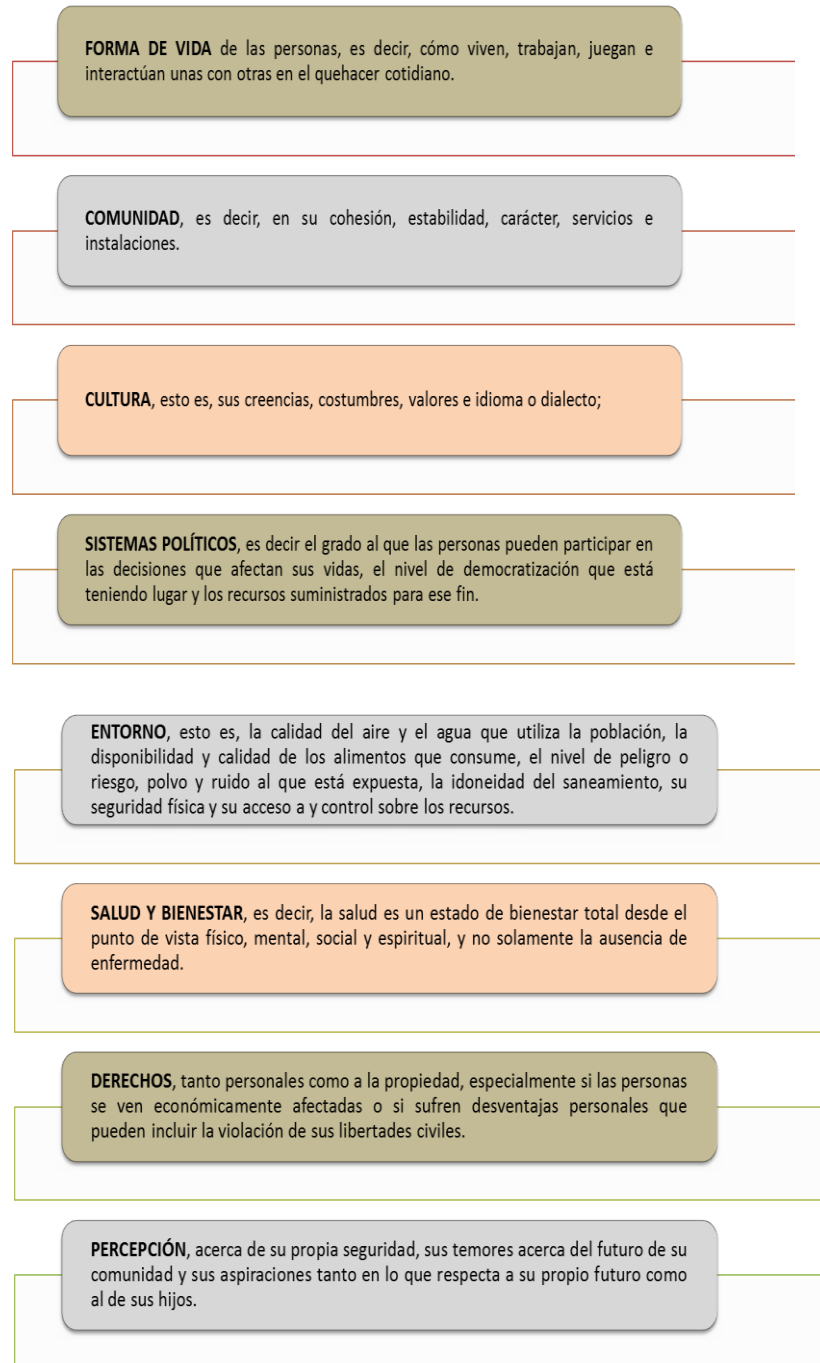 FORMA DE VIDA de las personas, es decir, cómo viven, trabajan, juegan e
interactúan unas con otras en el quehacer cotidiano.
COMUNIDAD, es decir, en su cohesión, estabilidad, carácter, servicios e
instalaciones.
CULTURA, esto es, sus creencias, costumbres, valores e idioma o dialecto;
SISTEMAS POLÍTICOS, es decir el grado al que las personas pueden participar en
las decisiones que afectan sus vidas, el nivel de democratización que está
teniendo lugar y los recursos suministrados para ese fin.
ENTORNO, esto es, la calidad del aire y el agua que utiliza la población, la
disponibilidad y calidad de los alimentos que consume, el nivel de peligro o
riesgo, polvo y ruido al que está expuesta, la idoneidad del saneamiento, su
seguridad física y su acceso a y control sobre los recursos.
SALUD Y BIENESTAR, es decir, la salud es un estado de bienestar total desde el
punto de vista físico, mental, social y espiritual, y no solamente la ausencia de
enfermedad.
DERECHOS, tanto personales como a la propiedad, especialmente si las personas
se ven económicamente afectadas o si sufren desventajas personales que
pueden incluir la violación de sus libertades civiles.
PERCEPCIÓN, acerca de su propia seguridad, sus temores acerca del futuro de su
comunidad y sus aspiraciones tanto en lo que respecta a su propio futuro como
al de sus hijos.